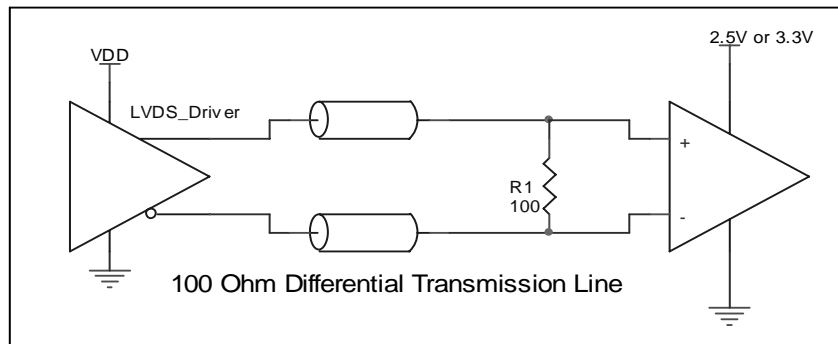 2.5V or 3.3V
VDD
LVDS_Driver
+
R1
100
-
100 Ohm Differential Transmission Line